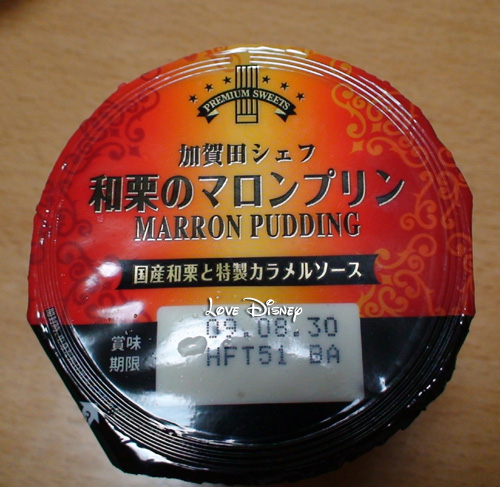 PREMIUM SWEETS
加賀田シェフ
和栗のマロンプリン
MARRON PUDDING
国産和栗と特製カラメルソース
Love Disney
賞味
期限
09.08.30
HFT51 BA